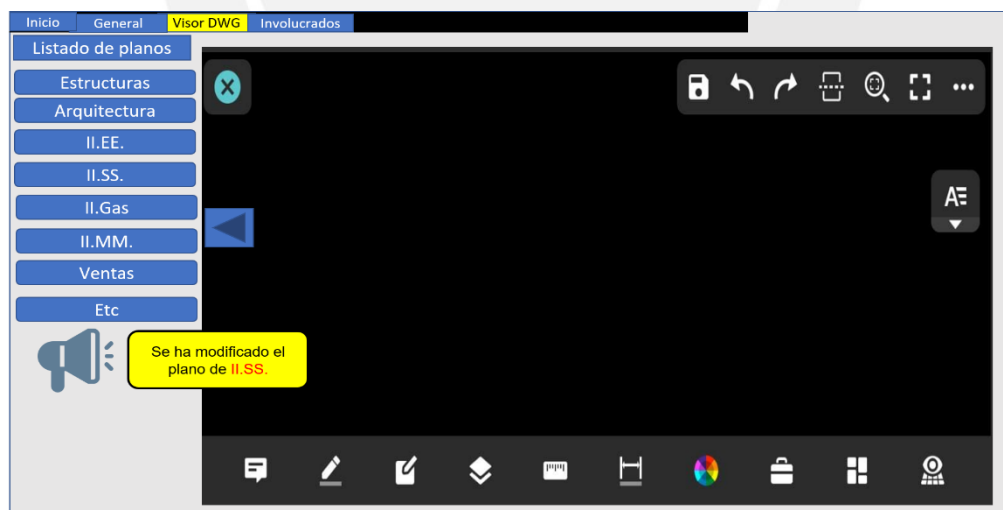 Inicio General Visor DWG Involucrados
Listado de planos
Estructuras
Arquitectura
II.EE.
II.SS.
II.Gas
II.MM.
Ventas
Etc
Se ha modificado el
plano de II.SS.
A